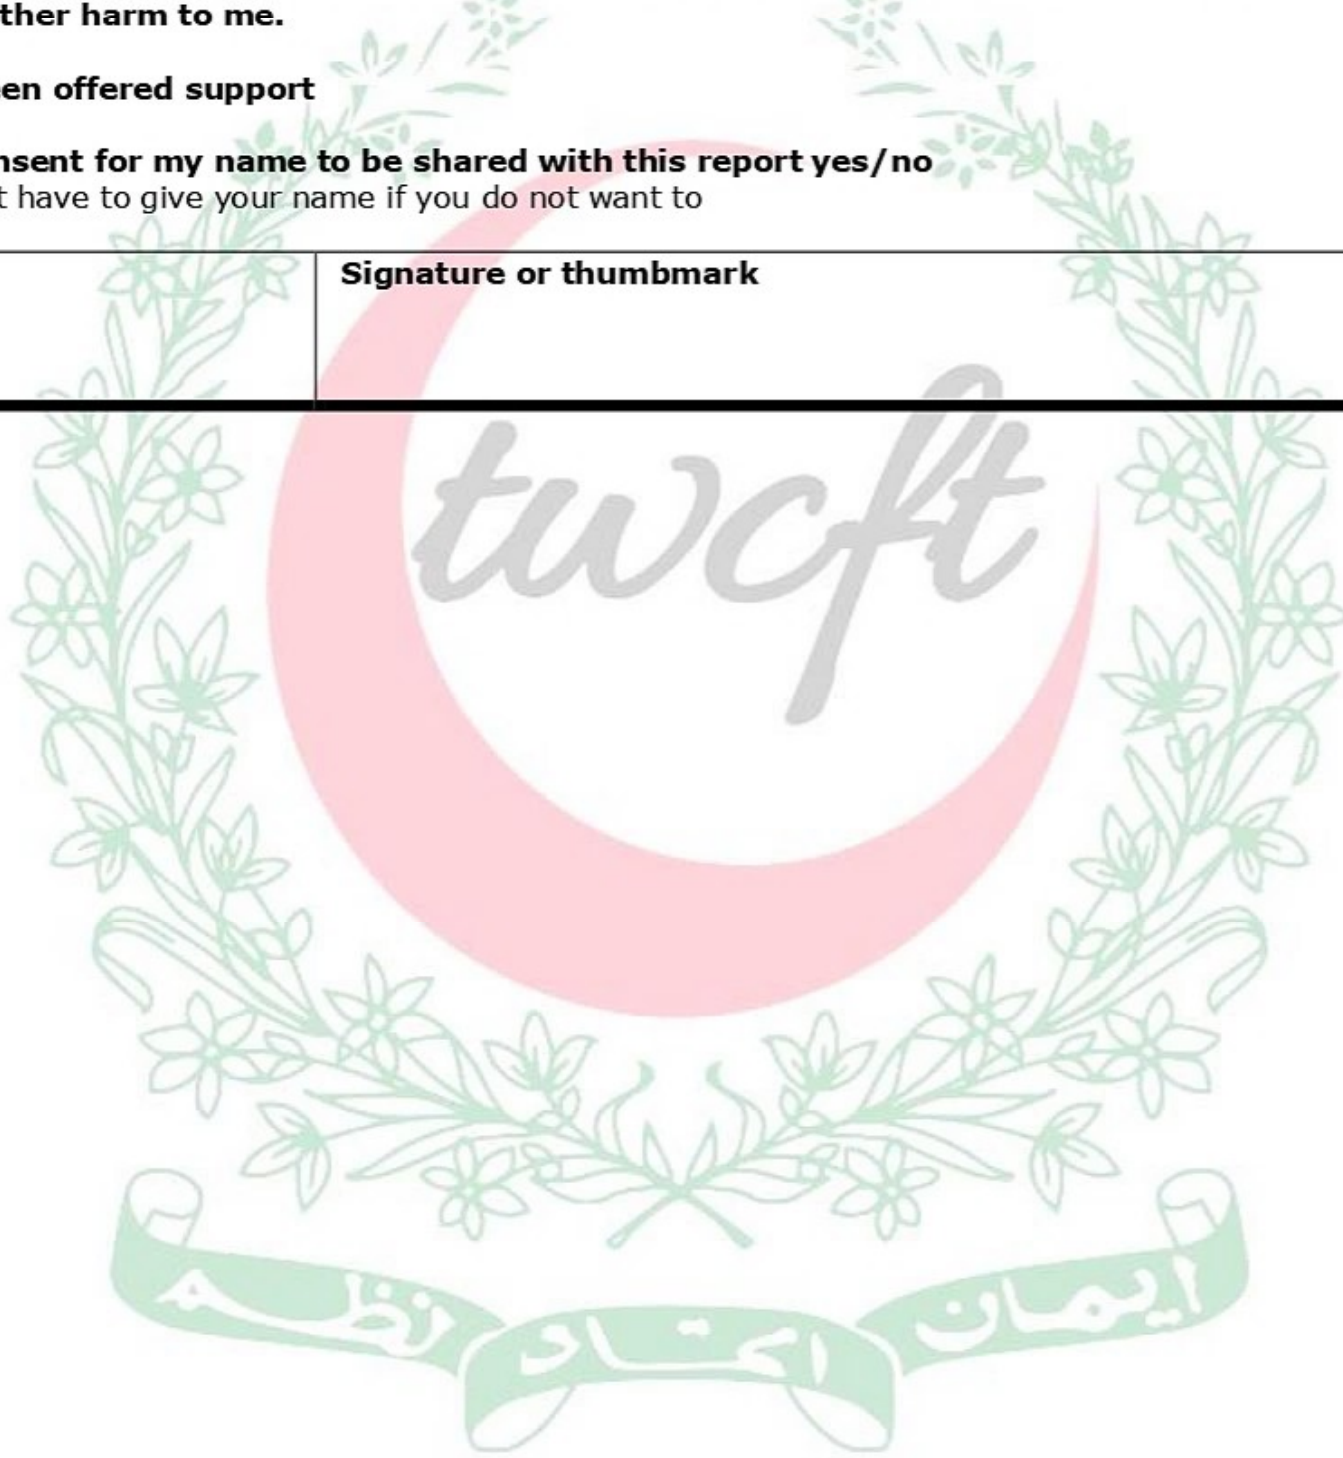 ther harm to me.
en offered support
nsent for my name to be shared with this report yes/no
t have to give your name if you do not want to
Signature or thumbmark
twcft
ایمان
اتحاد
نظم